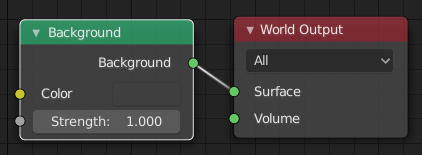 Background
Background
Color
Strength: 1.000
World Output
All
Surface
Volume